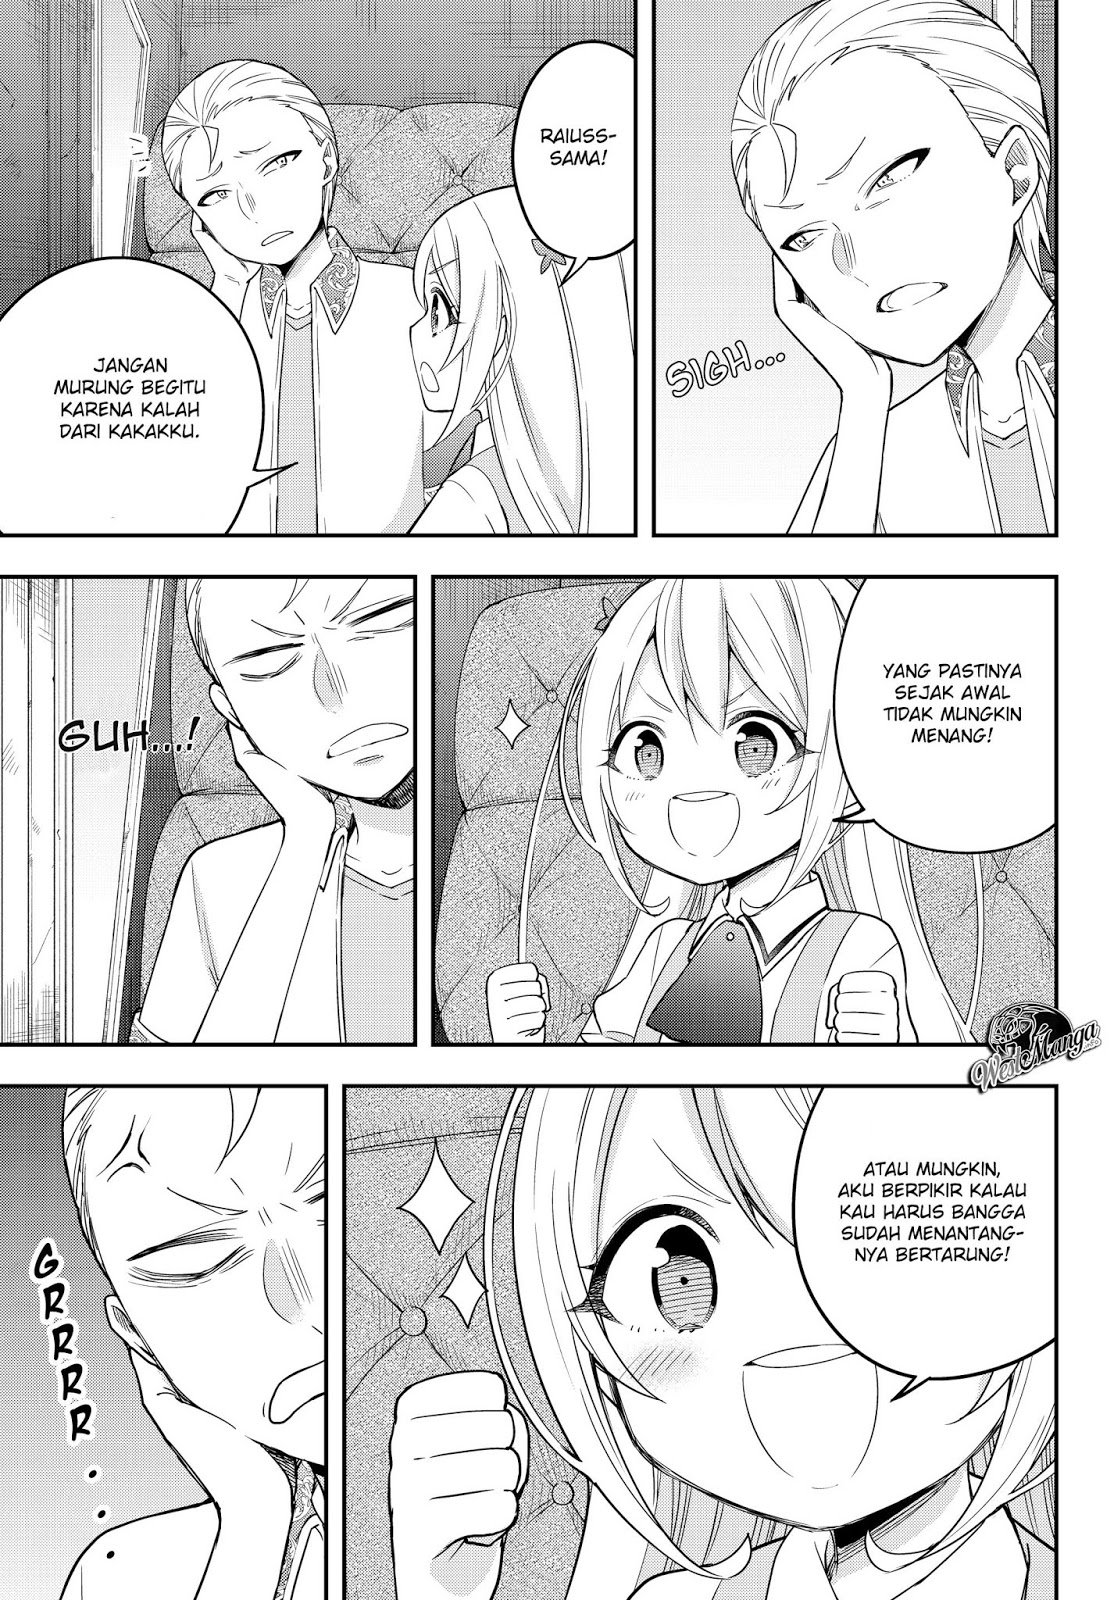 SIGH...
RAIUSS-
SAMA!
JANGAN
MURUNG BEGITU
KARENA KALAH
DARI KAKAKKU.
YANG PASTINYA
SEJAK AWAL
TIDAK MUNGKIN
MENANG!
GUH...!
WestManga
.info
ATAU MUNGKIN,
AKU BERPIKIR KALAU
KAU HARUS BANGGA
SUDAH MENANTANG-
NYA BERTARUNG!
GRRRR...